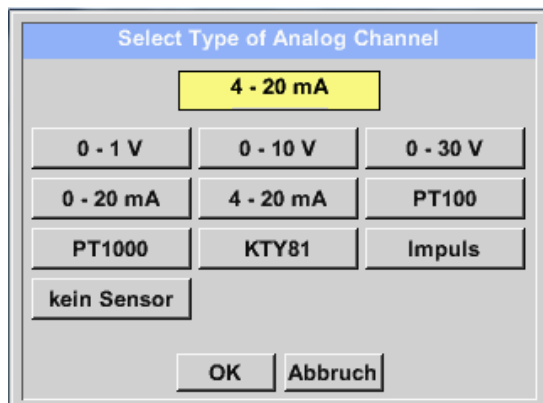 Select Type of Analog Channel
4 - 20 mA
0 - 1 V 0 - 10 V 0 - 30 V
0 - 20 mA 4 - 20 mA PT100
PT1000 KTY81 Impuls
kein Sensor
OK Abbruch